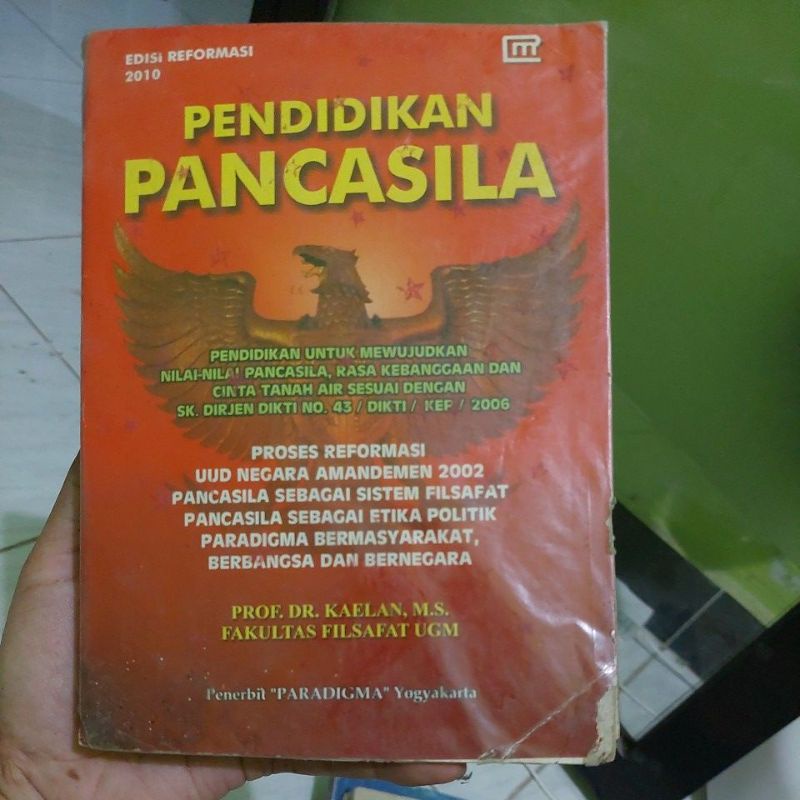 EDISI REFORMASI
2010
PENDIDIKAN
PANCASILA
PENDIDIKAN UNTUK MEWUJUDKAN
NILAI-NILAI PANCASILA, RASA KEBANGGAAN DAN
CINTA TANAH AIR SESUAI DENGAN
SK. DIRJEN DIKTI NO. 43 / DIKTI / KEP / 2006
PROSES REFORMASI
UUD NEGARA AMANDEMEN 2002
PANCASILA SEBAGAI SISTEM FILSAFAT
PANCASILA SEBAGAI ETIKA POLITIK
PARADIGMA BERMASYARAKAT,
BERBANGSA DAN BERNEGARA
PROF. DR. KAELAN, M.S.
FAKULTAS FILSAFAT UGM
Penerbit "PARADIGMA" Yogyakarta